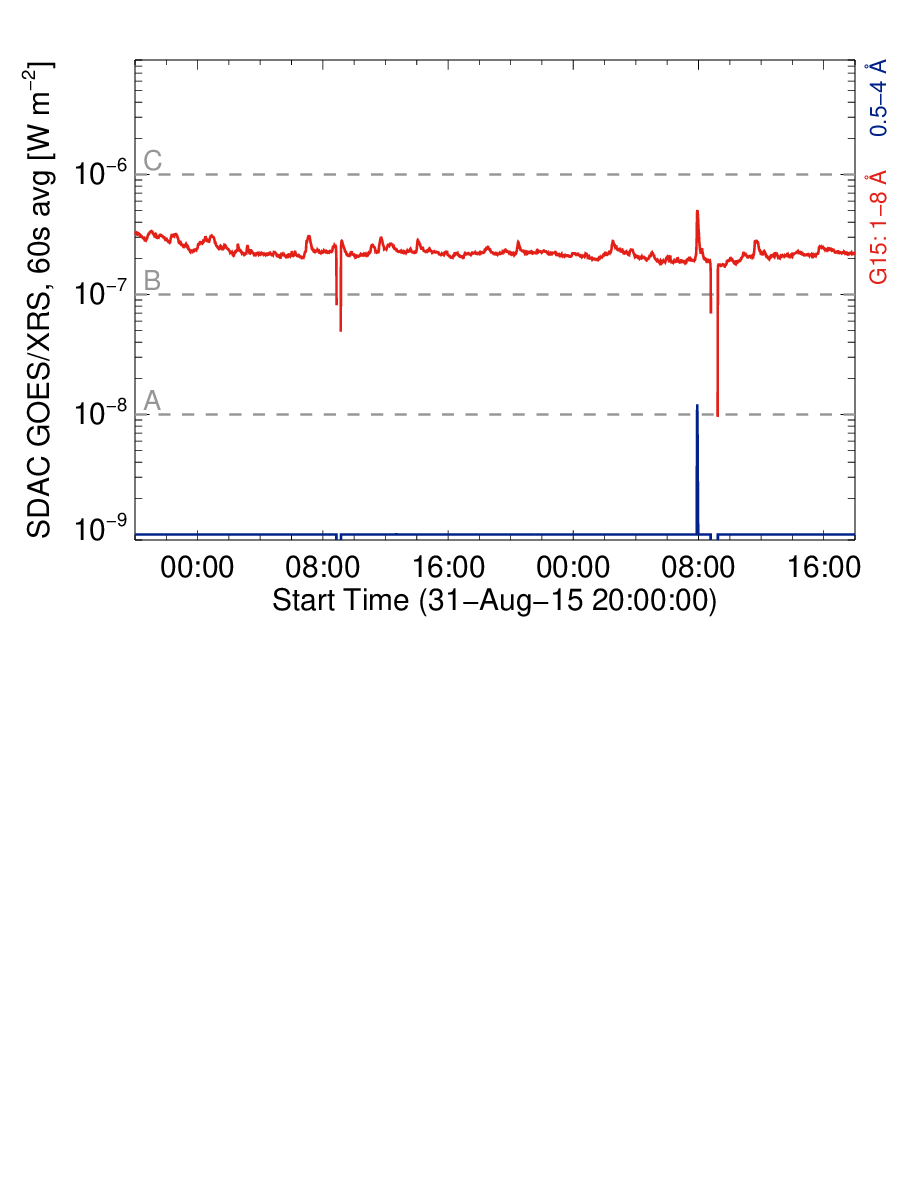 SDAC GOES/XRS, 60s avg [W m−2]
10−6
10−7
10−8
10−9
C
B
A
00:00 08:00 16:00 00:00 08:00 16:00
Start Time (31−Aug−15 20:00:00)
G15: 1−8 Å
0.5−4 Å